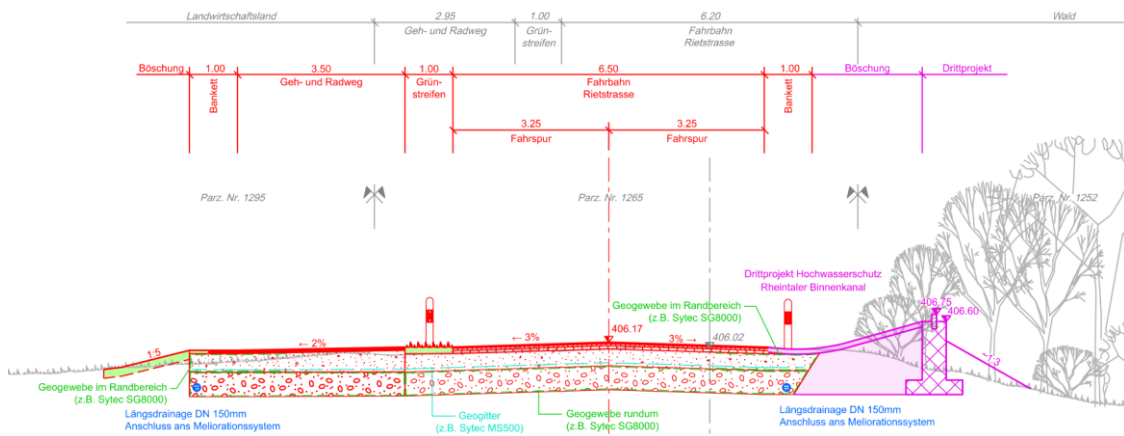 Landwirtschaftsland
2.95
1.00
6.20
Wald
Geh- und Radweg
Grün-
streifen
Fahrbahn
Rietstrasse
Böschung
1.00
3.50
1.00
6.50
1.00
Böschung
Drittprojekt
Bankett
Geh- und Radweg
Grün-
streifen
Fahrbahn
Rietstrasse
Bankett
3.25
3.25
Fahrspur
Fahrspur
Parz. Nr. 1295
Parz. Nr. 1265
Parz. Nr. 1252
Drittprojekt Hochwasserschutz
Rheintaler Binnenkanal
406.75
406.60
Geogewebe im Randbereich
(z.B. Sytec SG8000)
1:5
← 2%
← 3%
406.17
3% →
406.02
~1:3
Geogewebe im Randbereich
(z.B. Sytec SG8000)
Längsdrainage DN 150mm
Anschluss ans Meliorationssystem
Geogitter
(z.B. Sytec MS500)
Geogewebe rundum
(z.B. Sytec SG8000)
Längsdrainage DN 150mm
Anschluss ans Meliorationssystem